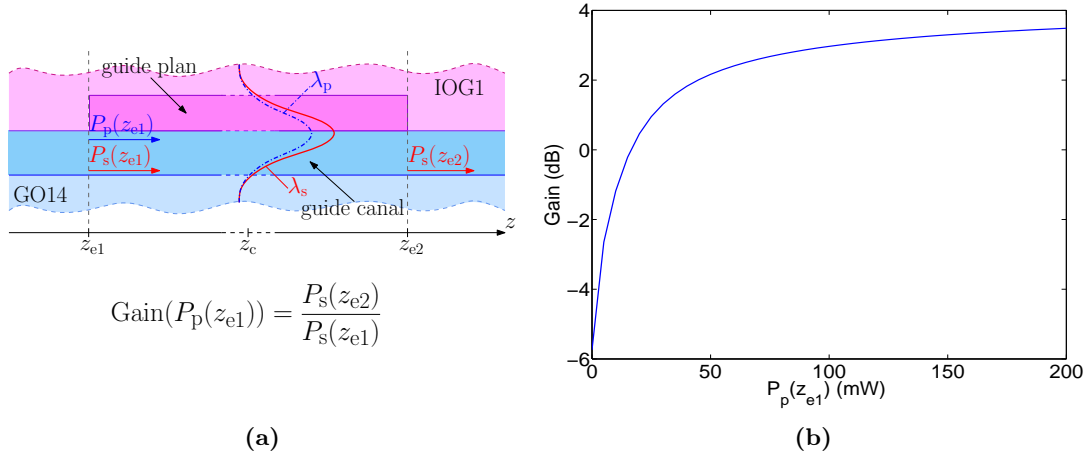 guide plan
IOG1
λp
Pp(ze1)
Ps(ze1)
Ps(ze2)
λs
GO14
guide canal
z
ze1
zc
ze2
Gain(Pp(ze1)) = Ps(ze2) / Ps(ze1)
(a)
4
2
0
−2
−4
−6
Gain (dB)
0 50 100 150 200
Pp(ze1) (mW)
(b)